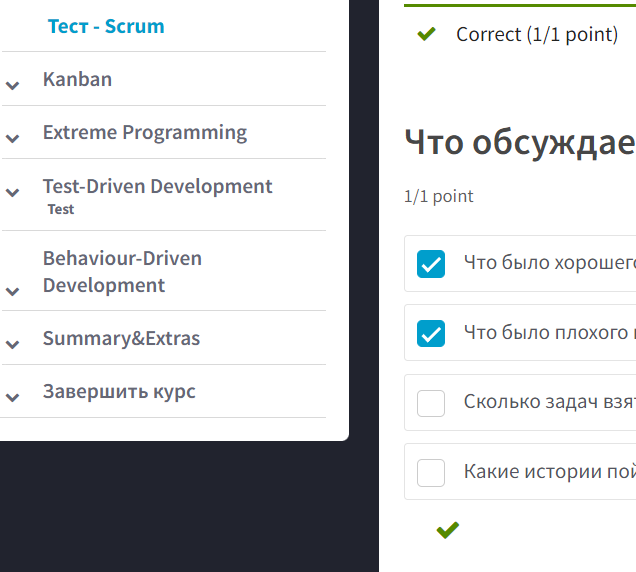 Тест - Scrum
Kanban
Extreme Programming
Test-Driven Development
Test
Behaviour-Driven
Development
Summary&Extras
Завершить курс
Correct (1/1 point)
Что обсуждае
1/1 point
Что было хорошего
Что было плохого
Сколько задач взят
Какие истории пой